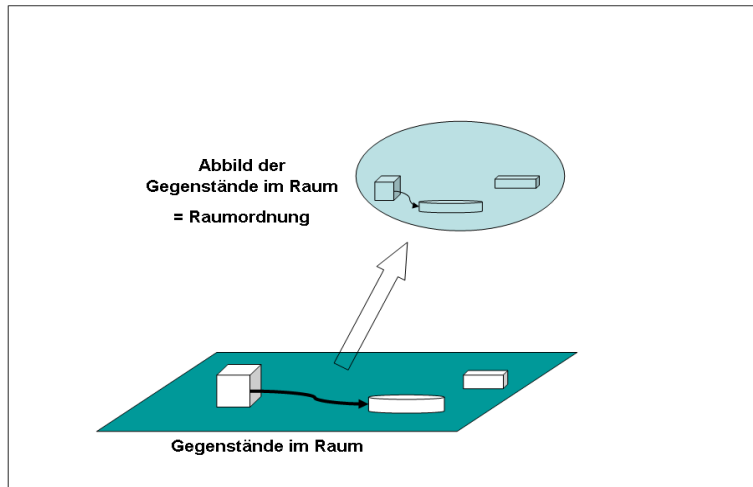 Abbild der
Gegenstände im Raum
= Raumordnung
Gegenstände im Raum